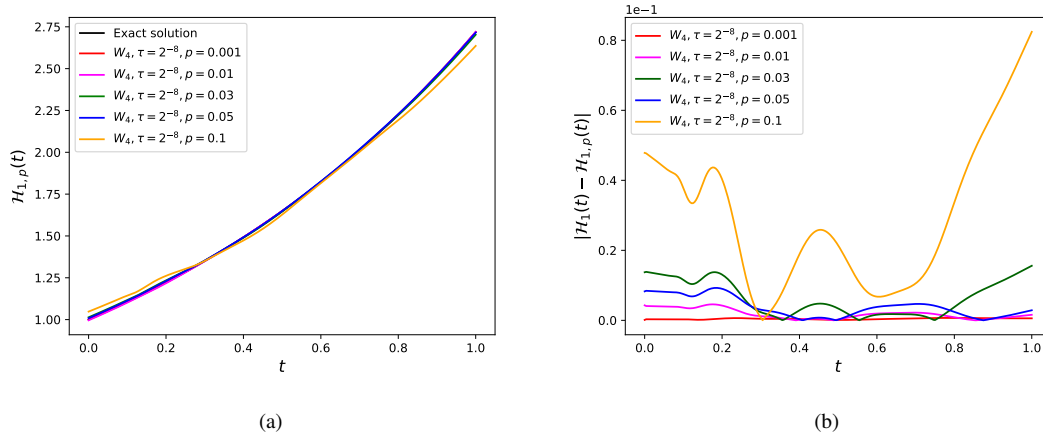 2.75
2.50
2.25
2.00
1.75
1.50
1.25
1.00
0.0 0.2 0.4 0.6 0.8 1.0
t
ℋ₁,ₚ(t)
Exact solution
W₄, τ = 2⁻⁸, p = 0.001
W₄, τ = 2⁻⁸, p = 0.01
W₄, τ = 2⁻⁸, p = 0.03
W₄, τ = 2⁻⁸, p = 0.05
W₄, τ = 2⁻⁸, p = 0.1
(a)
1e−1
0.8
0.6
0.4
0.2
0.0
0.0 0.2 0.4 0.6 0.8 1.0
t
|ℋ₁(t) − ℋ₁,ₚ(t)|
W₄, τ = 2⁻⁸, p = 0.001
W₄, τ = 2⁻⁸, p = 0.01
W₄, τ = 2⁻⁸, p = 0.03
W₄, τ = 2⁻⁸, p = 0.05
W₄, τ = 2⁻⁸, p = 0.1
(b)